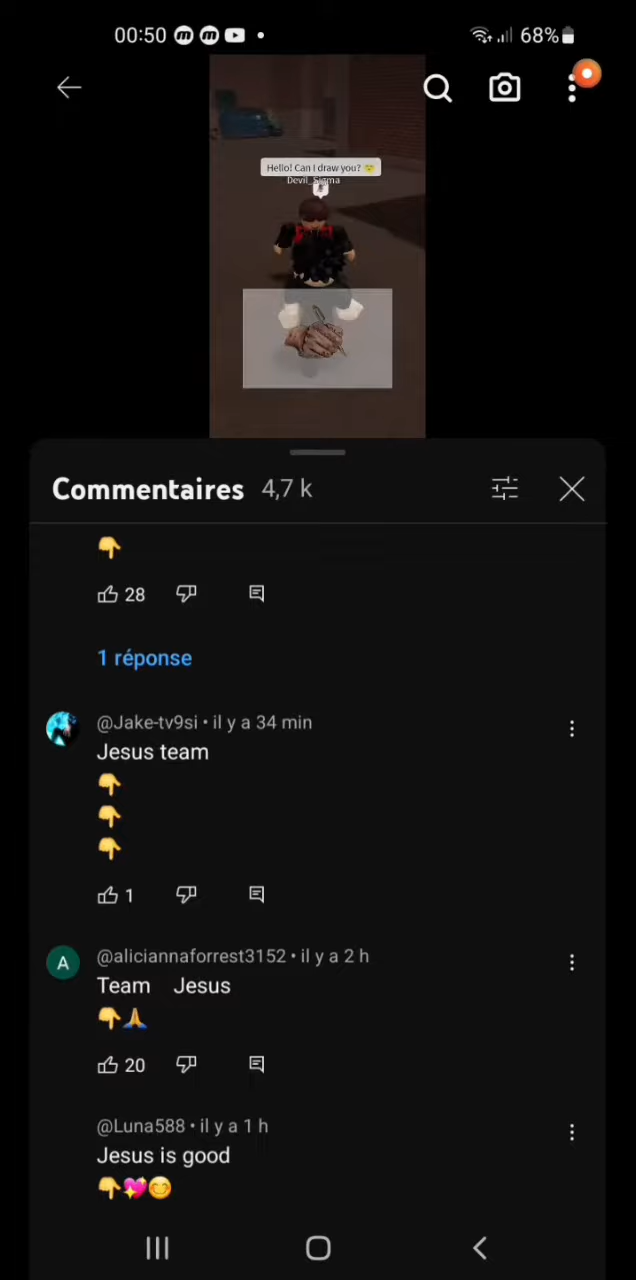 00:50
68%
Hello! Can I draw you? 😇
Devil_Sigma
Commentaires 4,7 k
👇
28
1 réponse
@Jake-tv9si • il y a 34 min
Jesus team
👇
👇
👇
1
A
@aliciannaforrest3152 • il y a 2 h
Team Jesus
👇🙏
20
@Luna588 • il y a 1 h
Jesus is good
👇💖😊